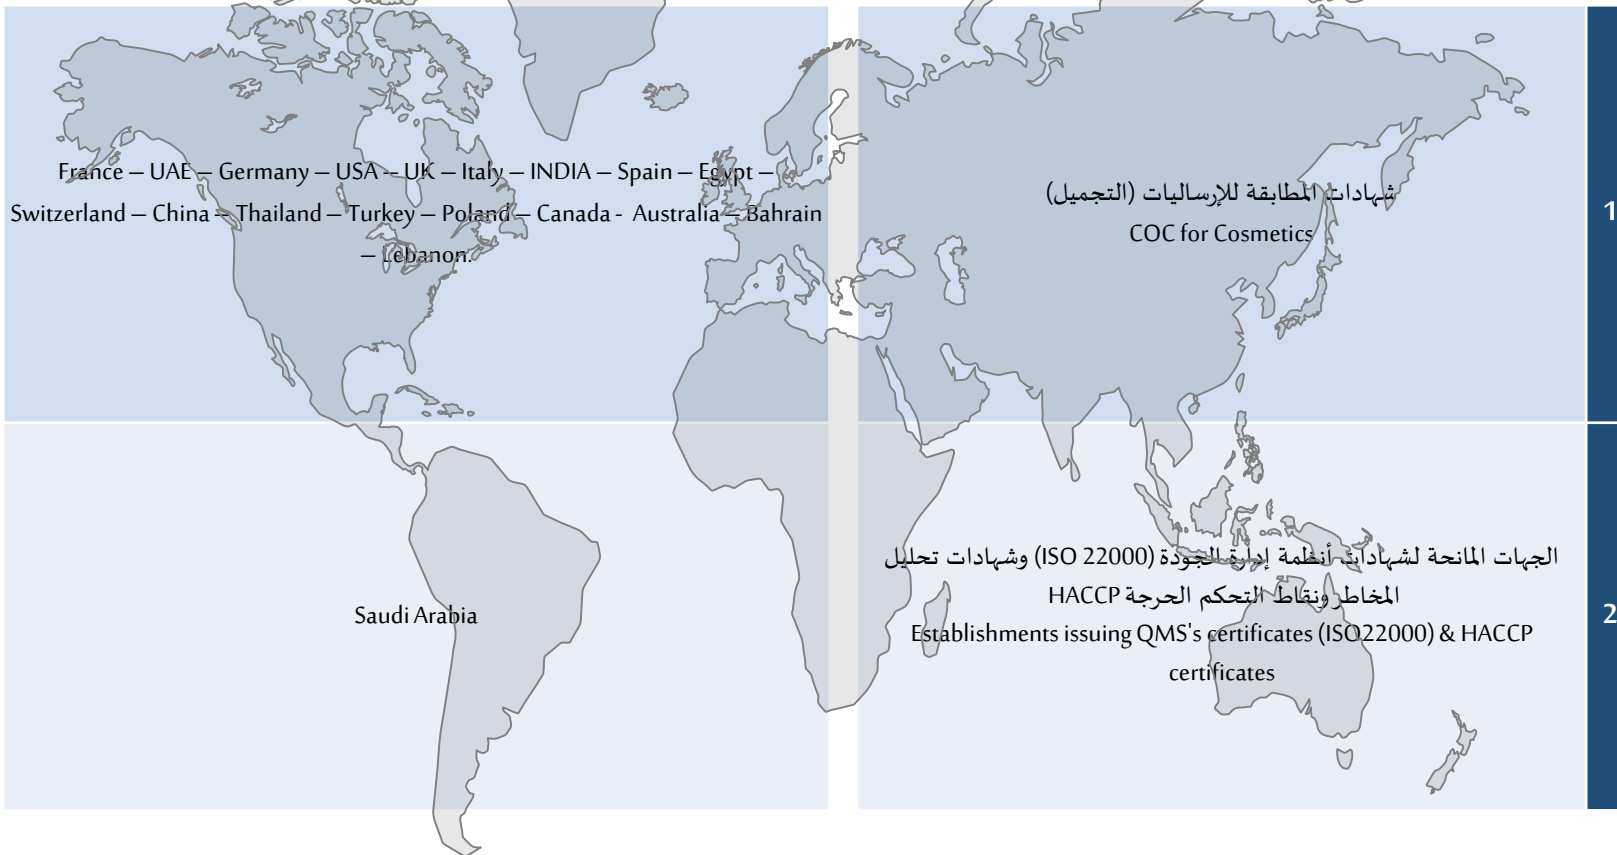 1
شهادات المطابقة للإرساليات (التجميل)
COC for Cosmetics
France – UAE – Germany – USA – UK – Italy – INDIA – Spain – Egypt –
Switzerland – China – Thailand – Turkey – Poland – Canada - Australia – Bahrain
– Lebanon.
2
الجهات المانحة لشهادات أنظمة إدارة الجودة (ISO 22000) وشهادات تحليل
المخاطر ونقاط التحكم الحرجة HACCP
Establishments issuing QMS's certificates (ISO22000) & HACCP
certificates
Saudi Arabia